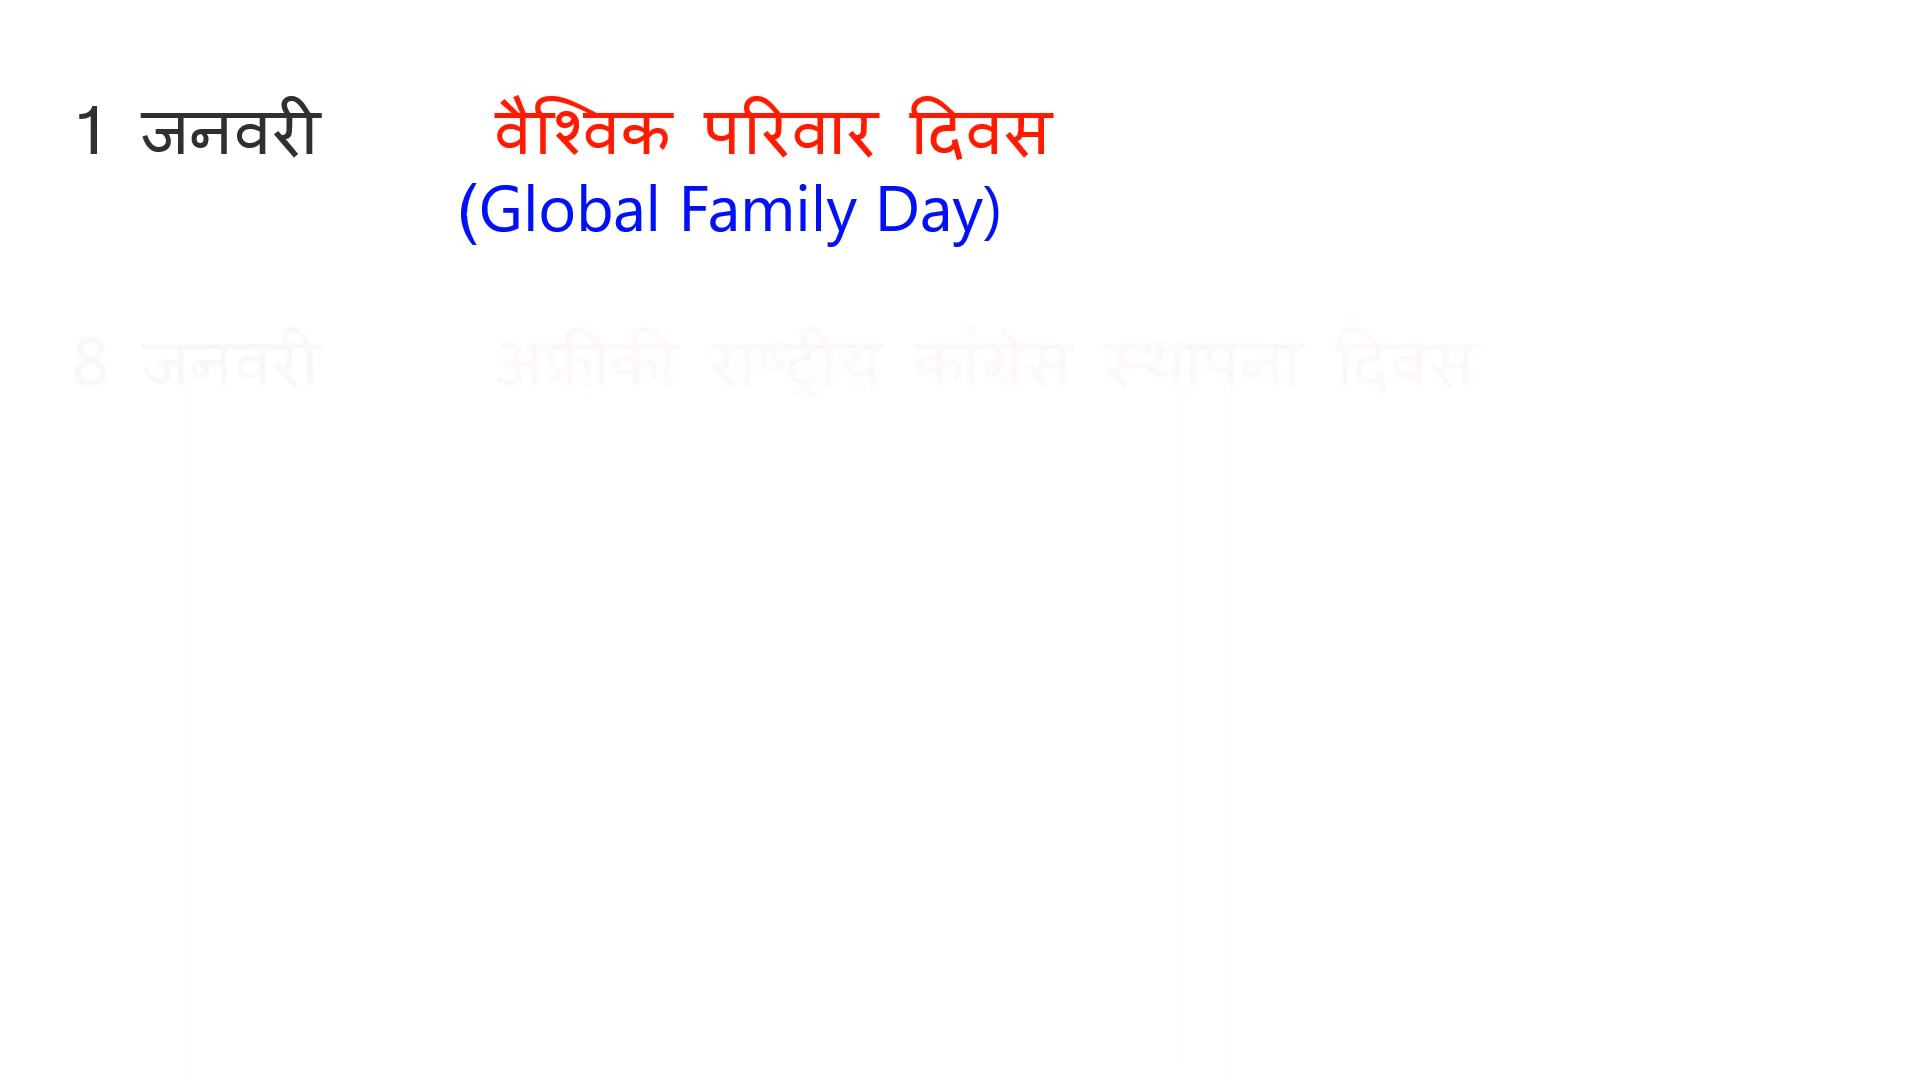 1 जनवरी वैश्विक परिवार दिवस
(Global Family Day)
8 जनवरी अफ्रीकी राष्ट्रीय कांग्रेस स्थापना दिवस